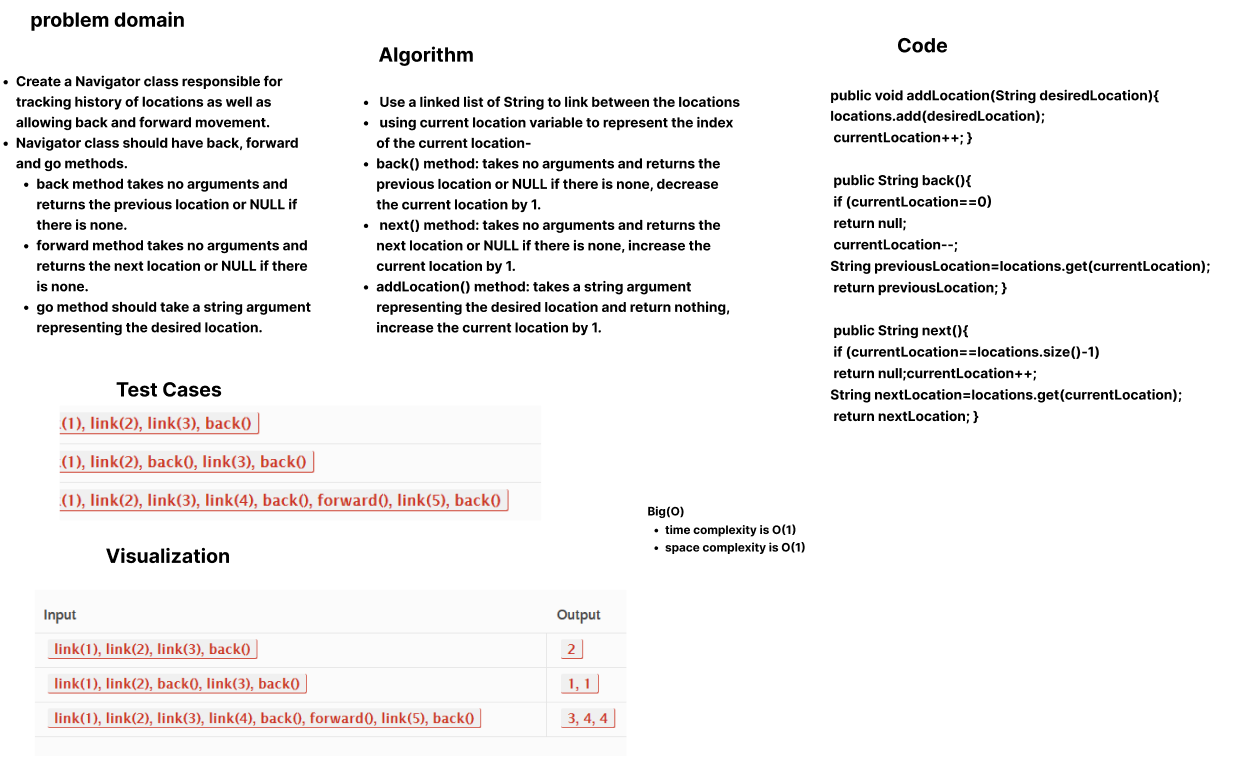 problem domain
• Create a Navigator class responsible for
tracking history of locations as well as
allowing back and forward movement.
• Navigator class should have back, forward
and go methods.
• back method takes no arguments and
returns the previous location or NULL if
there is none.
• forward method takes no arguments and
returns the next location or NULL if there
is none.
• go method should take a string argument
representing the desired location.
Algorithm
• Use a linked list of String to link between the locations
• using current location variable to represent the index
of the current location-
• back() method: takes no arguments and returns the
previous location or NULL if there is none, decrease
the current location by 1.
• next() method: takes no arguments and returns the
next location or NULL if there is none, increase the
current location by 1.
• addLocation() method: takes a string argument
representing the desired location and return nothing,
increase the current location by 1.
Code
public void addLocation(String desiredLocation){
locations.add(desiredLocation);
currentLocation++; }
public String back(){
if (currentLocation==0)
return null;
currentLocation--;
String previousLocation=locations.get(currentLocation);
return previousLocation; }
public String next(){
if (currentLocation==locations.size()-1)
return null;currentLocation++;
String nextLocation=locations.get(currentLocation);
return nextLocation; }
Test Cases
(1), link(2), link(3), back()
(1), link(2), back(), link(3), back()
(1), link(2), link(3), link(4), back(), forward(), link(5), back()
Big(O)
• time complexity is O(1)
• space complexity is O(1)
Visualization
Input Output
link(1), link(2), link(3), back() 2
link(1), link(2), back(), link(3), back() 1, 1
link(1), link(2), link(3), link(4), back(), forward(), link(5), back() 3, 4, 4